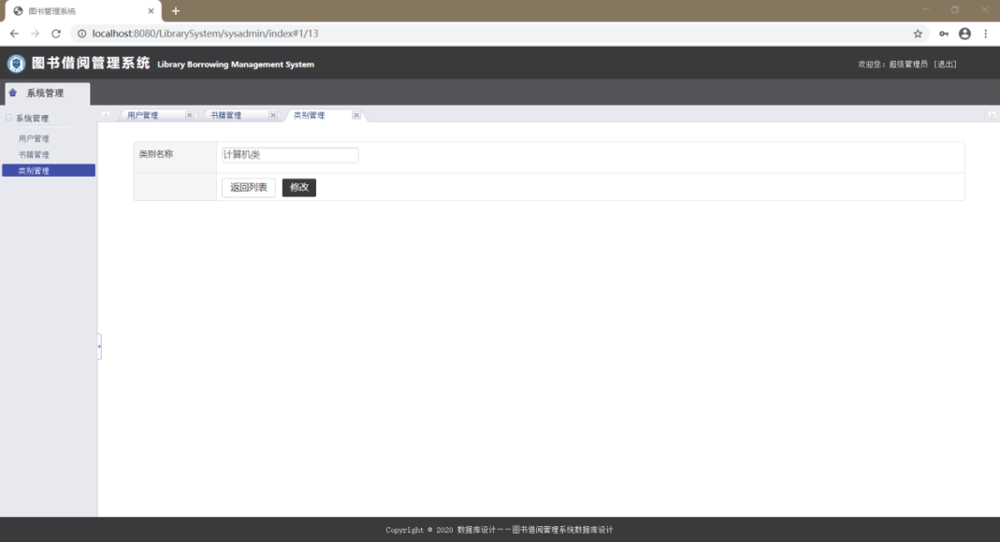 图书管理系统
localhost:8080/LibrarySystem/sysadmin/index#1/13
图书借阅管理系统 Library Borrowing Management System
欢迎您：超级管理员 [退出]
系统管理
系统管理
用户管理
书籍管理
类别管理
用户管理 书籍管理 类别管理
类别名称 计算机类
返回列表 修改
Copyright © 2020 数据库设计——图书借阅管理系统数据库设计